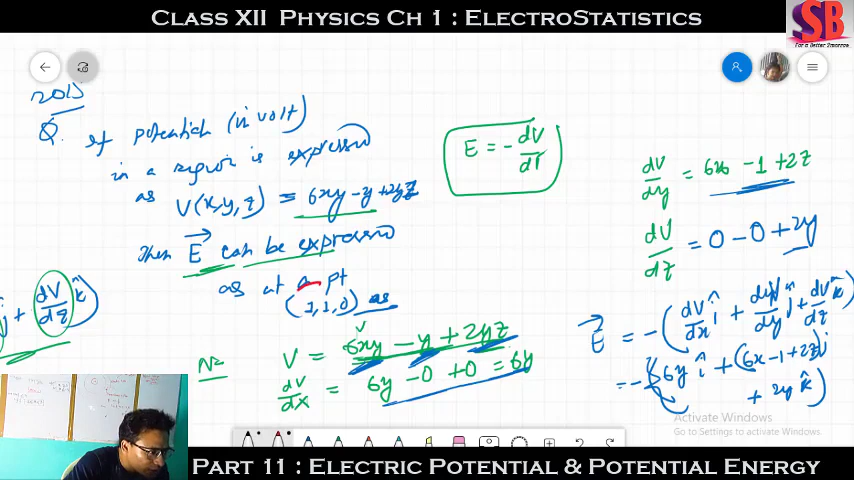 CLASS XII PHYSICS CH 1 : ELECTROSTATISTICS
SB
For a Better 2morrow
2015
Q. If potential (in volt)
in a region is expressed
as V(x,y,z) = 6xy-y+2yz
Then E⃗ can be expressed
as at a pt
(1,1,0) as
E = - dV/dr
dV/dy = 6x - 1 + 2z
dV/dz = 0 - 0 + 2y
j + dV/dz k̂)
V = 6xy - y + 2yz
dV/dx = 6y - 0 + 0 = 6y
E⃗ = -(dV/dx î + dV/dy ĵ + dV/dz k̂)
= -(6y î + (6x-1+2z)j
+ 2y k̂)
Activate Windows
Go to Settings to activate Windows.
PART 11 : ELECTRIC POTENTIAL & POTENTIAL ENERGY